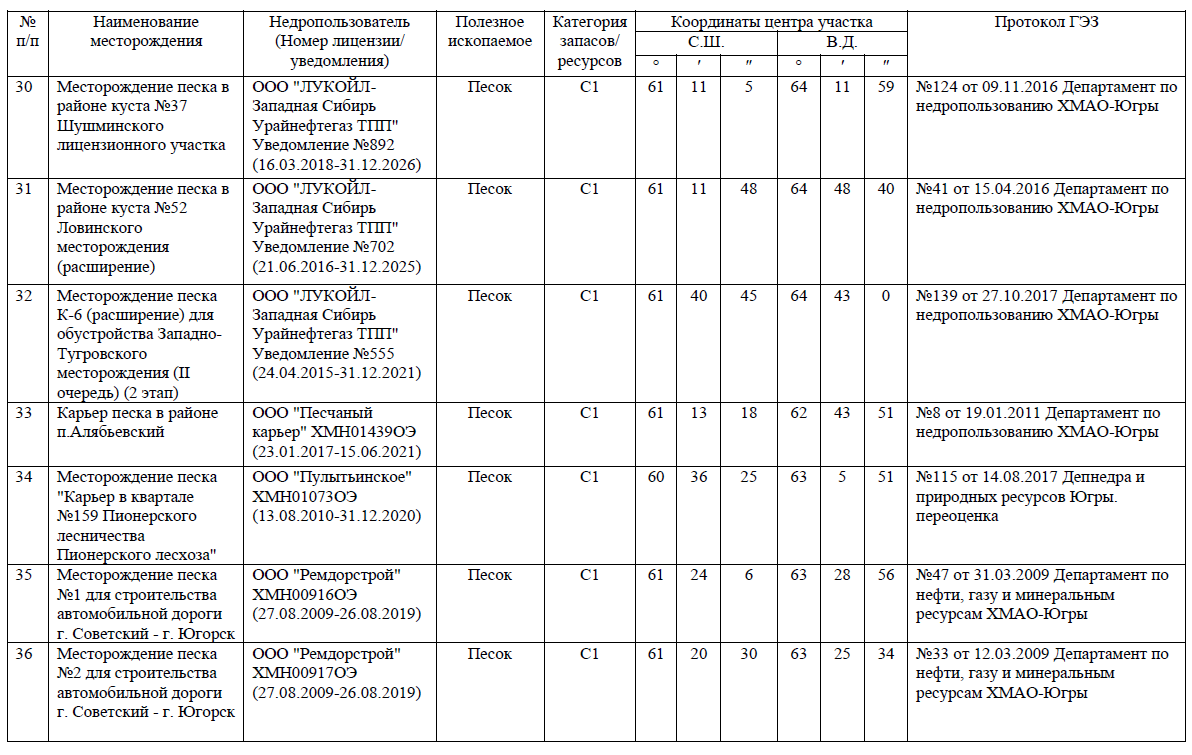 № п/п
Наименование месторождения
Недропользователь (Номер лицензии/ уведомления)
Полезное ископаемое
Категория запасов/ ресурсов
Координаты центра участка
С.Ш.
В.Д.
° ′ ″ ° ′ ″
Протокол ГЭЗ
30
Месторождение песка в
районе куста №37
Шушминского
лицензионного участка
ООО "ЛУКОЙЛ-
Западная Сибирь
Урайнефтегаз ТПП"
Уведомление №892
(16.03.2018-31.12.2026)
Песок
С1
61 11 5 64 11 59
№124 от 09.11.2016 Департамент по
недропользованию ХМАО-Югры
31
Месторождение песка в
районе куста №52
Ловинского
месторождения
(расширение)
ООО "ЛУКОЙЛ-
Западная Сибирь
Урайнефтегаз ТПП"
Уведомление №702
(21.06.2016-31.12.2025)
Песок
С1
61 11 48 64 48 40
№41 от 15.04.2016 Департамент по
недропользованию ХМАО-Югры
32
Месторождение песка
К-6 (расширение) для
обустройства Западно-
Тугровского
месторождения (II
очередь) (2 этап)
ООО "ЛУКОЙЛ-
Западная Сибирь
Урайнефтегаз ТПП"
Уведомление №555
(24.04.2015-31.12.2021)
Песок
С1
61 40 45 64 43 0
№139 от 27.10.2017 Департамент по
недропользованию ХМАО-Югры
33
Карьер песка в районе
п.Алябьевский
ООО "Песчаный
карьер" ХМН01439ОЭ
(23.01.2017-15.06.2021)
Песок
С1
61 13 18 62 43 51
№8 от 19.01.2011 Департамент по
недропользованию ХМАО-Югры
34
Месторождение песка
"Карьер в квартале
№159 Пионерского
лесничества
Пионерского лесхоза"
ООО "Пулытьинское"
ХМН01073ОЭ
(13.08.2010-31.12.2020)
Песок
С1
60 36 25 63 5 51
№115 от 14.08.2017 Депнедра и
природных ресурсов Югры.
переоценка
35
Месторождение песка
№1 для строительства
автомобильной дороги
г. Советский - г. Югорск
ООО "Ремдорстрой"
ХМН00916ОЭ
(27.08.2009-26.08.2019)
Песок
С1
61 24 6 63 28 56
№47 от 31.03.2009 Департамент по
нефти, газу и минеральным
ресурсам ХМАО-Югры
36
Месторождение песка
№2 для строительства
автомобильной дороги
г. Советский - г. Югорск
ООО "Ремдорстрой"
ХМН00917ОЭ
(27.08.2009-26.08.2019)
Песок
С1
61 20 30 63 25 34
№33 от 12.03.2009 Департамент по
нефти, газу и минеральным
ресурсам ХМАО-Югры